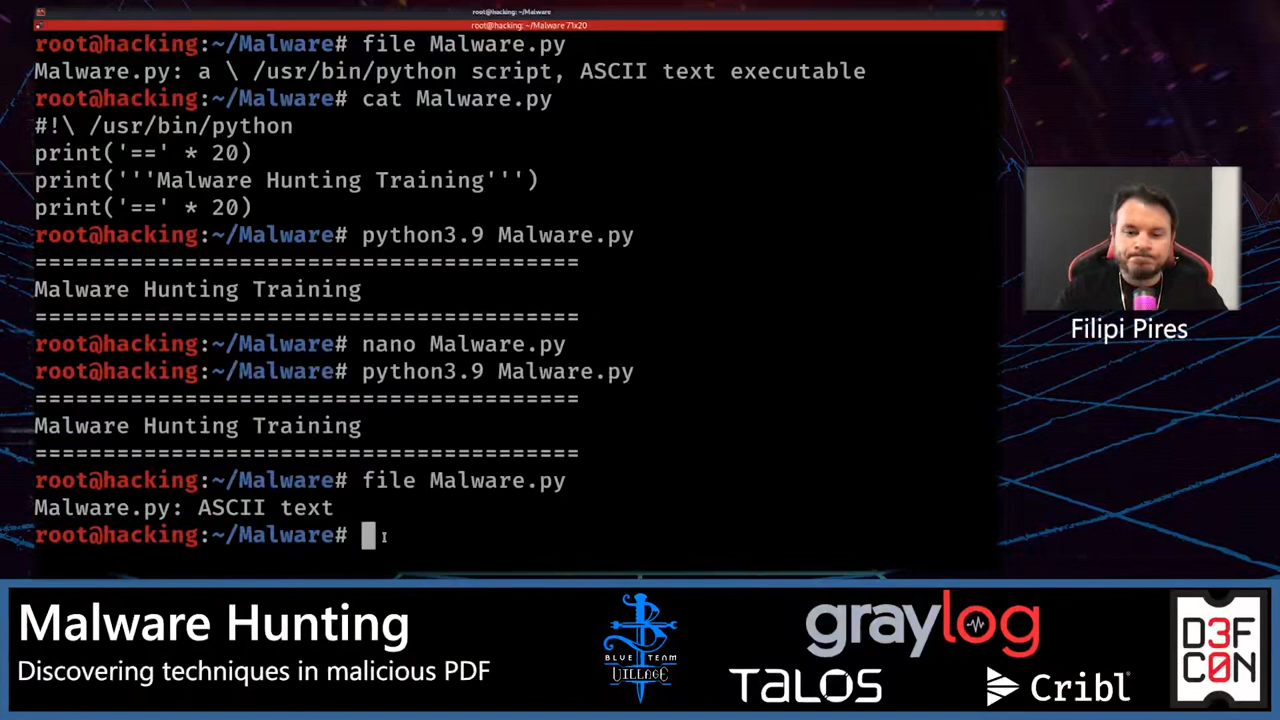 root@hacking: ~/Malware
root@hacking: ~/Malware 71x20
root@hacking:~/Malware# file Malware.py
Malware.py: a \ /usr/bin/python script, ASCII text executable
root@hacking:~/Malware# cat Malware.py
#!\ /usr/bin/python
print('==' * 20)
print('''Malware Hunting Training''')
print('==' * 20)
root@hacking:~/Malware# python3.9 Malware.py
========================================
Malware Hunting Training
========================================
root@hacking:~/Malware# nano Malware.py
root@hacking:~/Malware# python3.9 Malware.py
========================================
Malware Hunting Training
========================================
root@hacking:~/Malware# file Malware.py
Malware.py: ASCII text
root@hacking:~/Malware#
Filipi Pires
Malware Hunting
Discovering techniques in malicious PDF
BLUE TEAM
VILLAGE
graylog
TALOS
Cribl
D3F
C0N